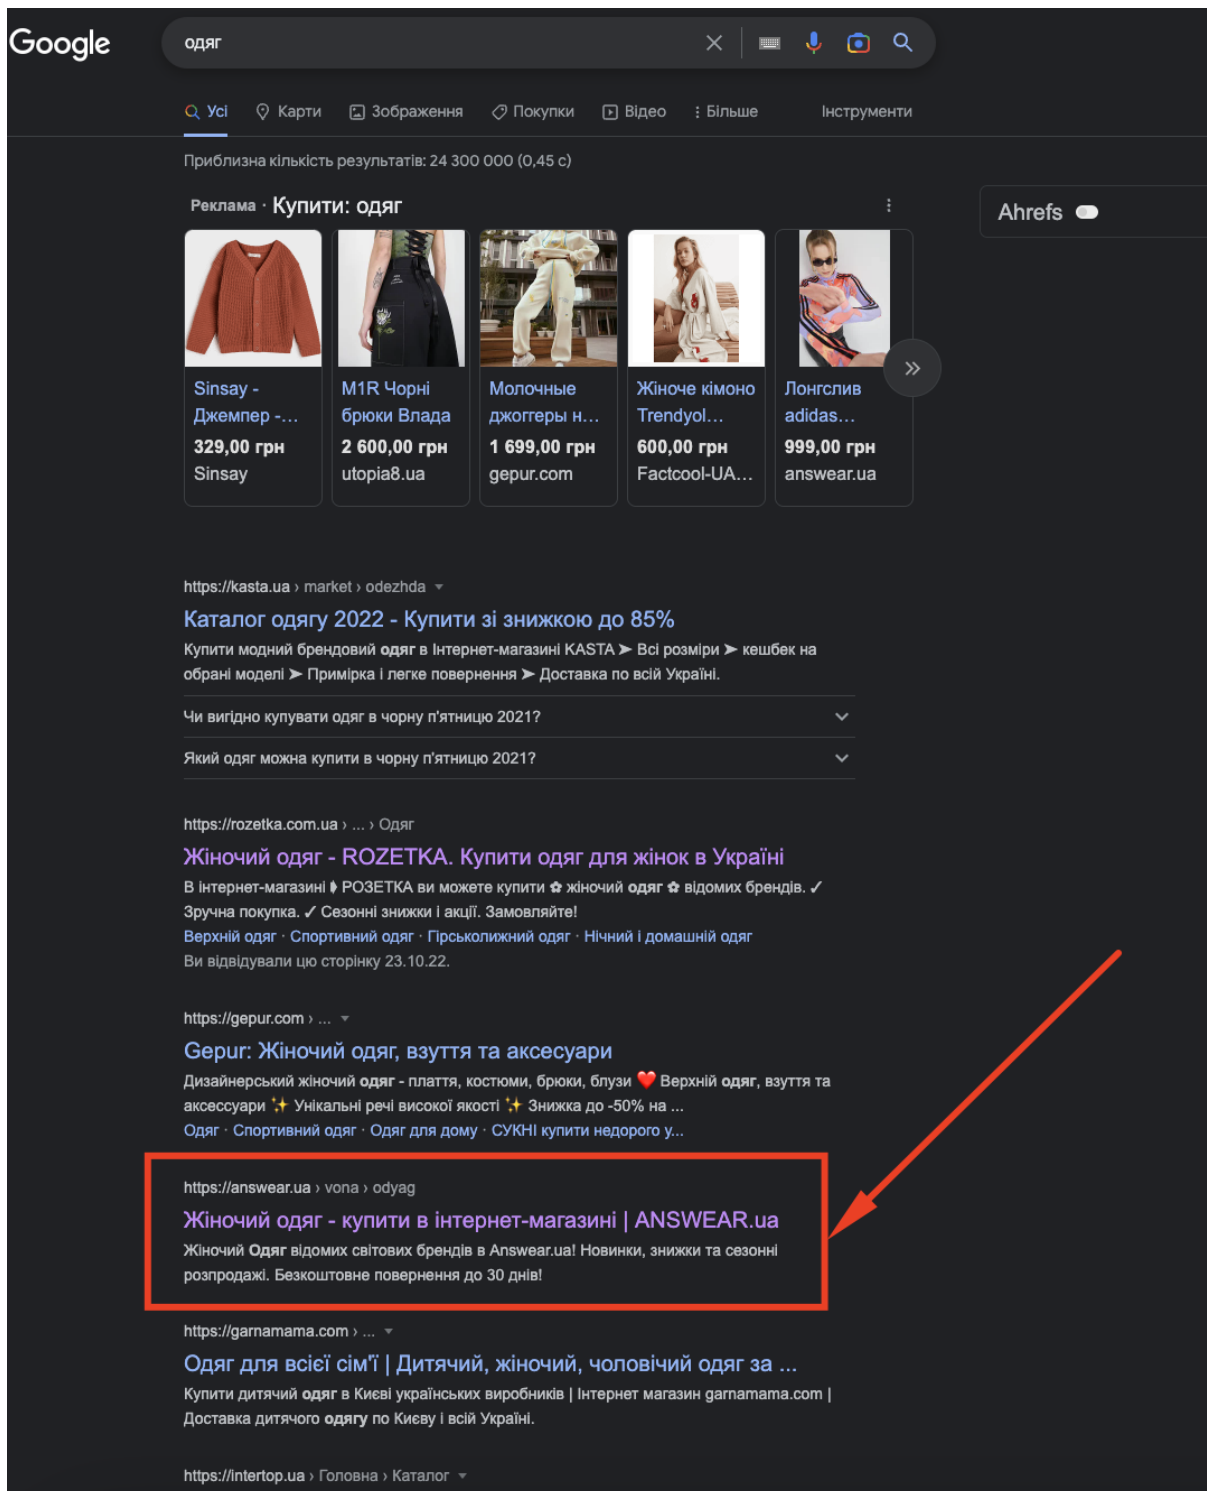 Google
одяг
Усі
Карти
Зображення
Покупки
Відео
Більше
Інструменти
Приблизна кількість результатів: 24 300 000 (0,45 с)
Реклама · Купити: одяг
Ahrefs
Sinsay -
Джемпер -...
329,00 грн
Sinsay
M1R Чорні
брюки Влада
2 600,00 грн
utopia8.ua
Молочные
джоггеры н...
1 699,00 грн
gepur.com
Жіноче кімоно
Trendyol...
600,00 грн
Factcool-UA...
Лонгслив
adidas...
999,00 грн
answear.ua
https://kasta.ua › market › odezhda
Каталог одягу 2022 - Купити зі знижкою до 85%
Купити модний брендовий одяг в Інтернет-магазині KASTA ➤ Всі розміри ➤ кешбек на
обрані моделі ➤ Примірка і легке повернення ➤ Доставка по всій Україні.
Чи вигідно купувати одяг в чорну п'ятницю 2021?
Який одяг можна купити в чорну п'ятницю 2021?
https://rozetka.com.ua › ... › Одяг
Жіночий одяг - ROZETKA. Купити одяг для жінок в Україні
В інтернет-магазині ➧ РОЗЕТКА ви можете купити ✿ жіночий одяг ✿ відомих брендів. ✓
Зручна покупка. ✓ Сезонні знижки і акції. Замовляйте!
Верхній одяг · Спортивний одяг · Гірськолижний одяг · Нічний і домашній одяг
Ви відвідували цю сторінку 23.10.22.
https://gepur.com › ...
Gepur: Жіночий одяг, взуття та аксесуари
Дизайнерський жіночий одяг - плаття, костюми, брюки, блузи ❤️ Верхній одяг, взуття та
аксессуари ✨ Унікальні речі високої якості ✨ Знижка до -50% на ...
Одяг · Спортивний одяг · Одяг для дому · СУКНІ купити недорого у...
https://answear.ua › vona › odyag
Жіночий одяг - купити в інтернет-магазині | ANSWEAR.ua
Жіночий Одяг відомих світових брендів в Answear.ua! Новинки, знижки та сезонні
розпродажі. Безкоштовне повернення до 30 днів!
https://garnamama.com › ...
Одяг для всієї сім'ї | Дитячий, жіночий, чоловічий одяг за ...
Купити дитячий одяг в Києві українських виробників | Інтернет магазин garnamama.com |
Доставка дитячого одягу по Києву і всій Україні.
https://intertop.ua › Головна › Каталог